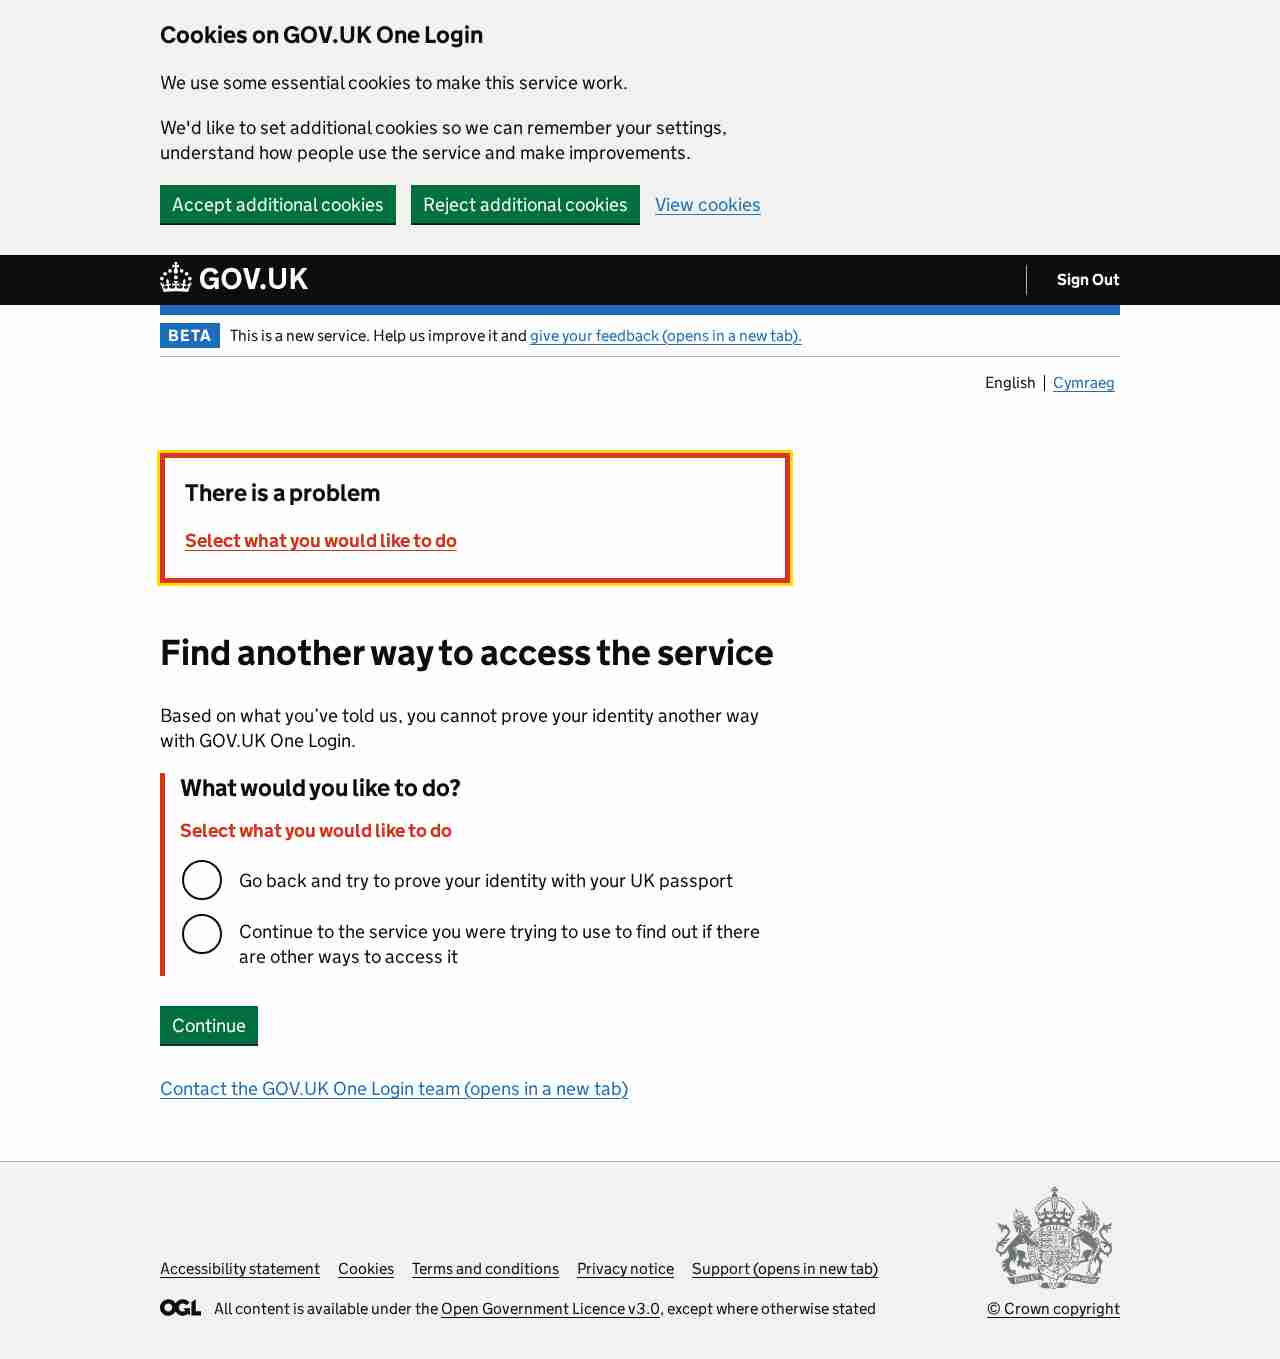 Cookies on GOV.UK One Login
We use some essential cookies to make this service work.
We'd like to set additional cookies so we can remember your settings,
understand how people use the service and make improvements.
Accept additional cookies
Reject additional cookies
View cookies
GOV.UK
Sign Out
BETA
This is a new service. Help us improve it and give your feedback (opens in a new tab).
English
Cymraeg
There is a problem
Select what you would like to do
Find another way to access the service
Based on what you’ve told us, you cannot prove your identity another way
with GOV.UK One Login.
What would you like to do?
Select what you would like to do
Go back and try to prove your identity with your UK passport
Continue to the service you were trying to use to find out if there
are other ways to access it
Continue
Contact the GOV.UK One Login team (opens in a new tab)
Accessibility statement
Cookies
Terms and conditions
Privacy notice
Support (opens in new tab)
OGL
All content is available under the Open Government Licence v3.0, except where otherwise stated
© Crown copyright